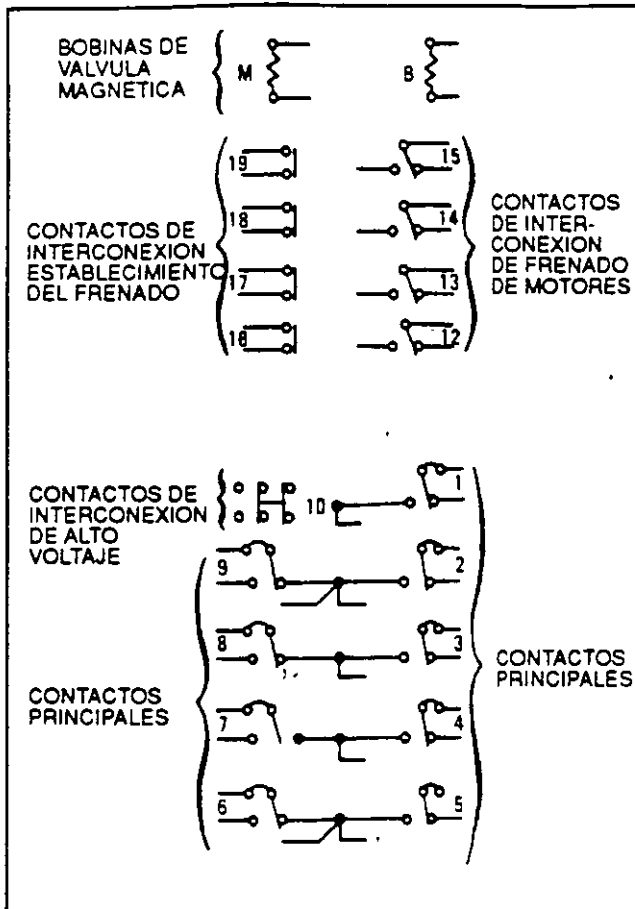 BOBINAS DE
VALVULA
MAGNETICA
M
B
19
18
17
16
15
14
13
12
CONTACTOS DE
INTERCONEXION
ESTABLECIMIENTO
DEL FRENADO
CONTACTOS
DE INTER-
CONEXION
DE FRENADO
DE MOTORES
CONTACTOS DE
INTERCONEXION
DE ALTO
VOLTAJE
10
1
9
2
8
3
7
4
6
5
CONTACTOS
PRINCIPALES
CONTACTOS
PRINCIPALES